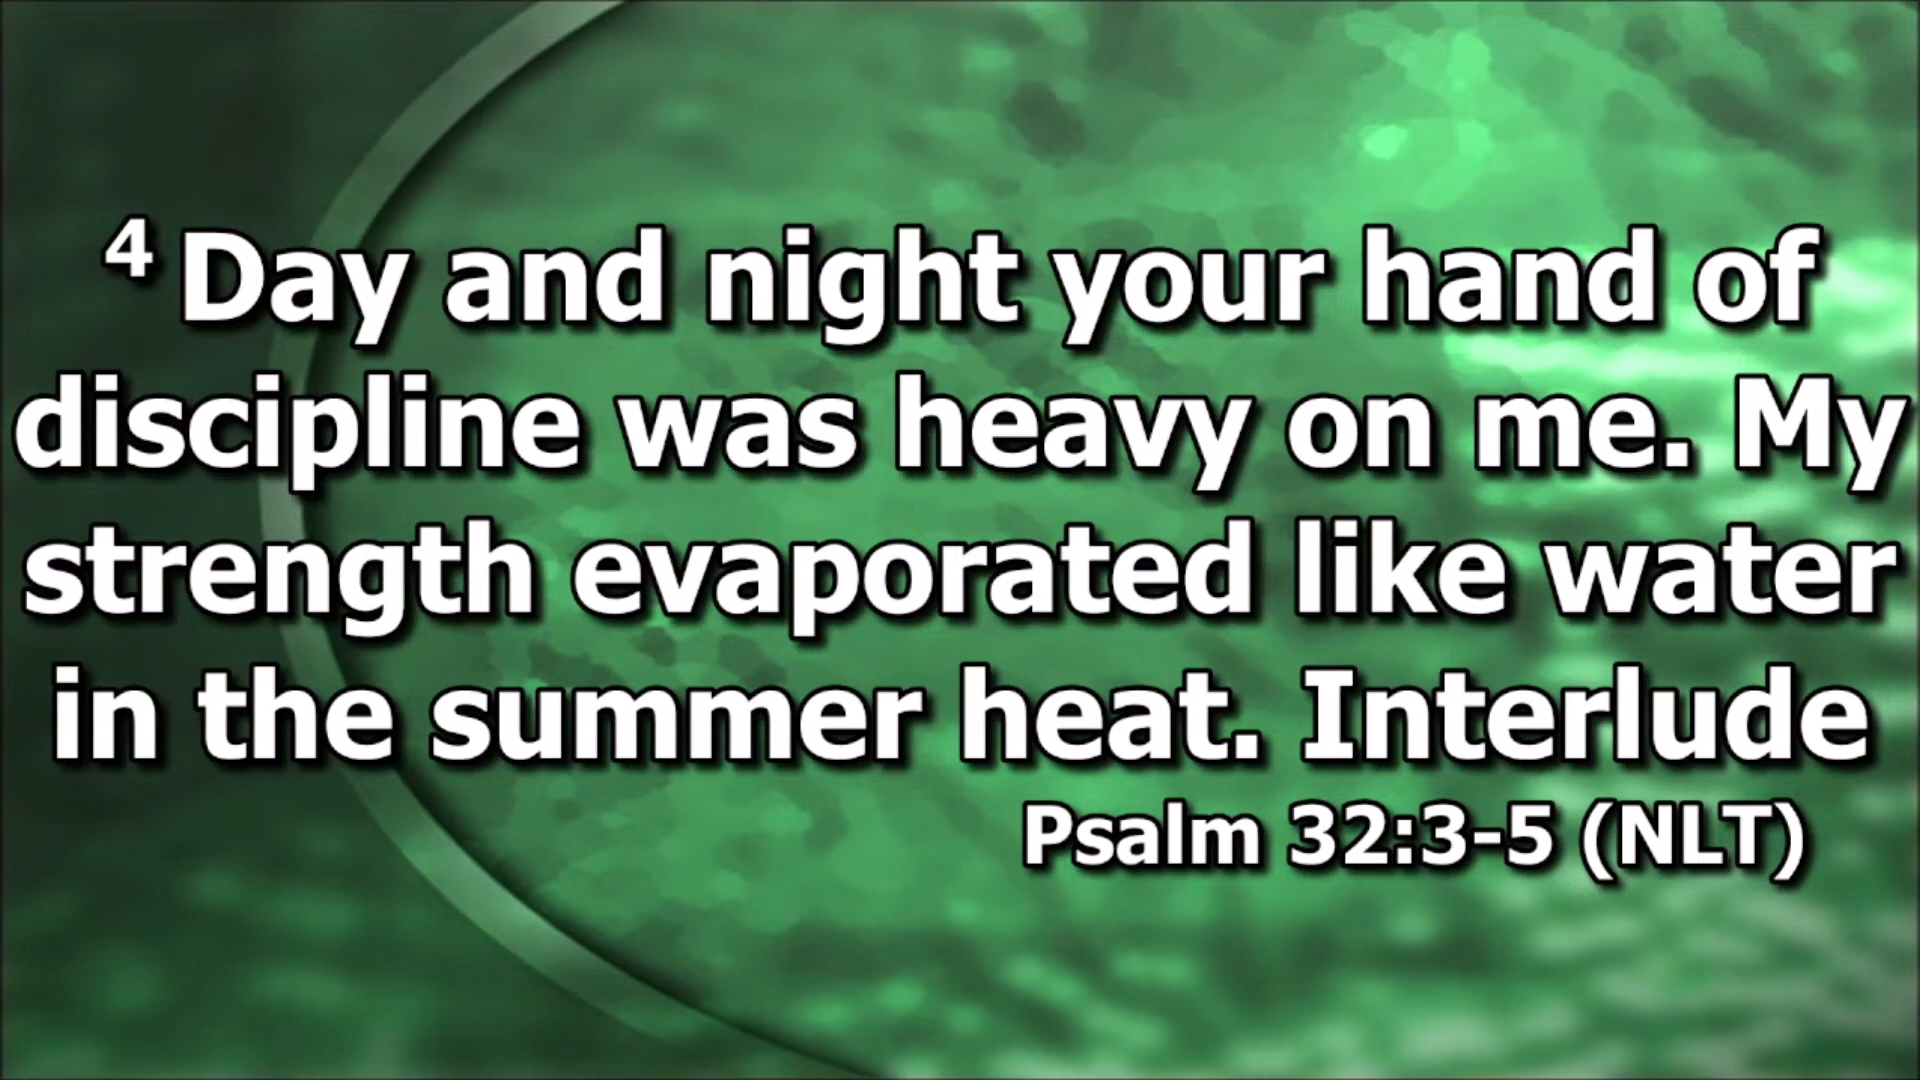 4 Day and night your hand of
discipline was heavy on me. My
strength evaporated like water
in the summer heat. Interlude
Psalm 32:3-5 (NLT)